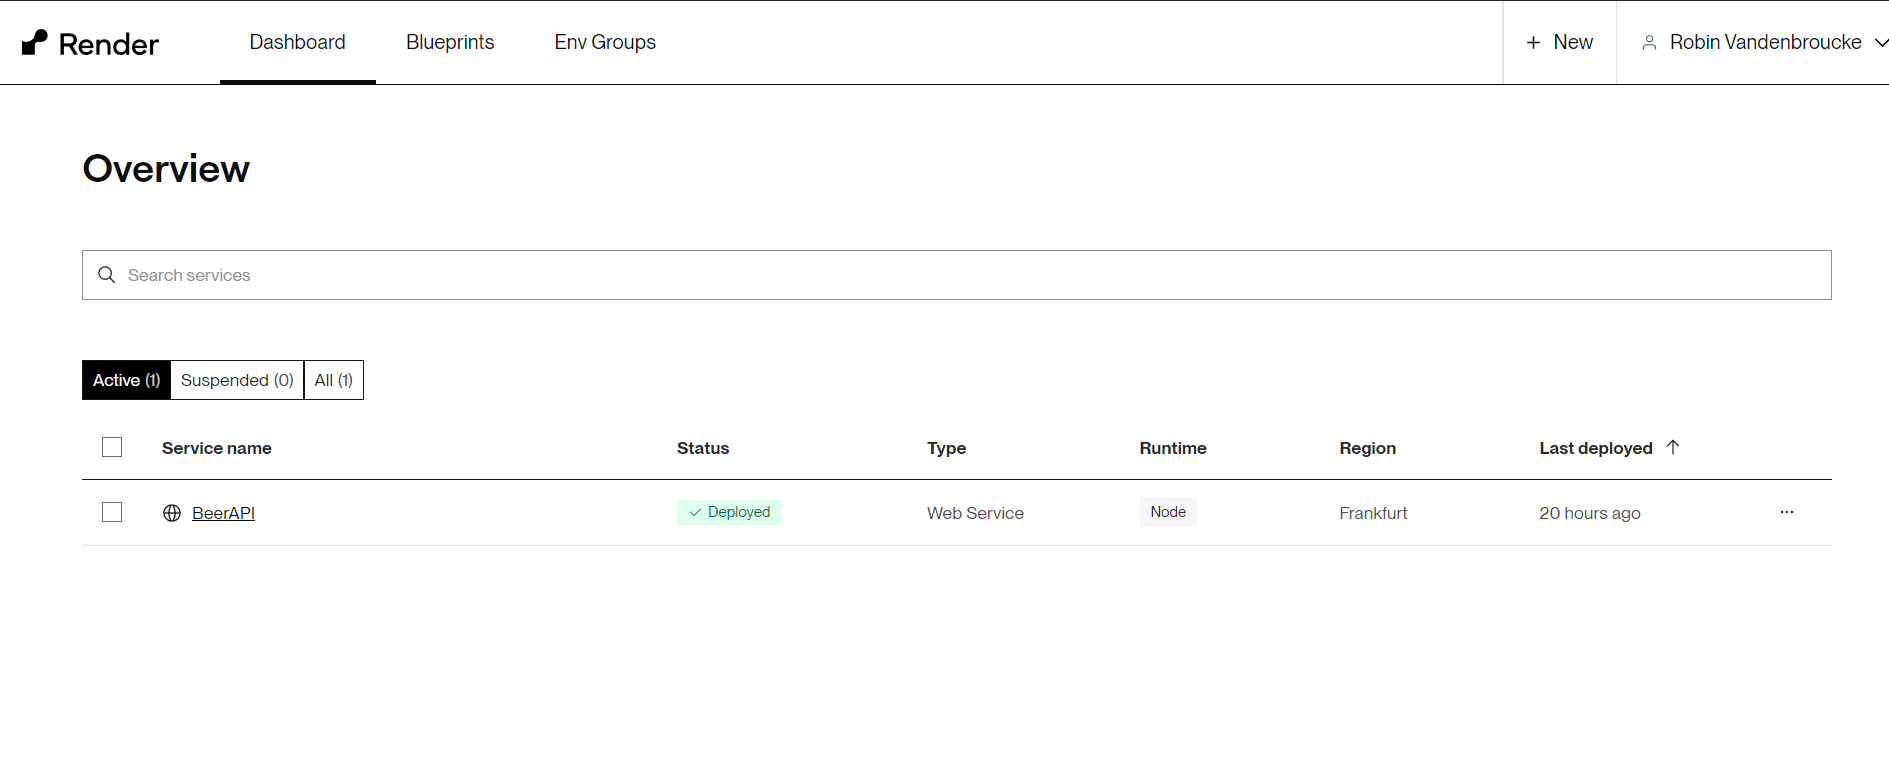 Render Dashboard Blueprints Env Groups + New Robin Vandenbroucke
Overview
Search services
Active (1) Suspended (0) All (1)
Service name Status Type Runtime Region Last deployed ↑
BeerAPI ✓ Deployed Web Service Node Frankfurt 20 hours ago ...